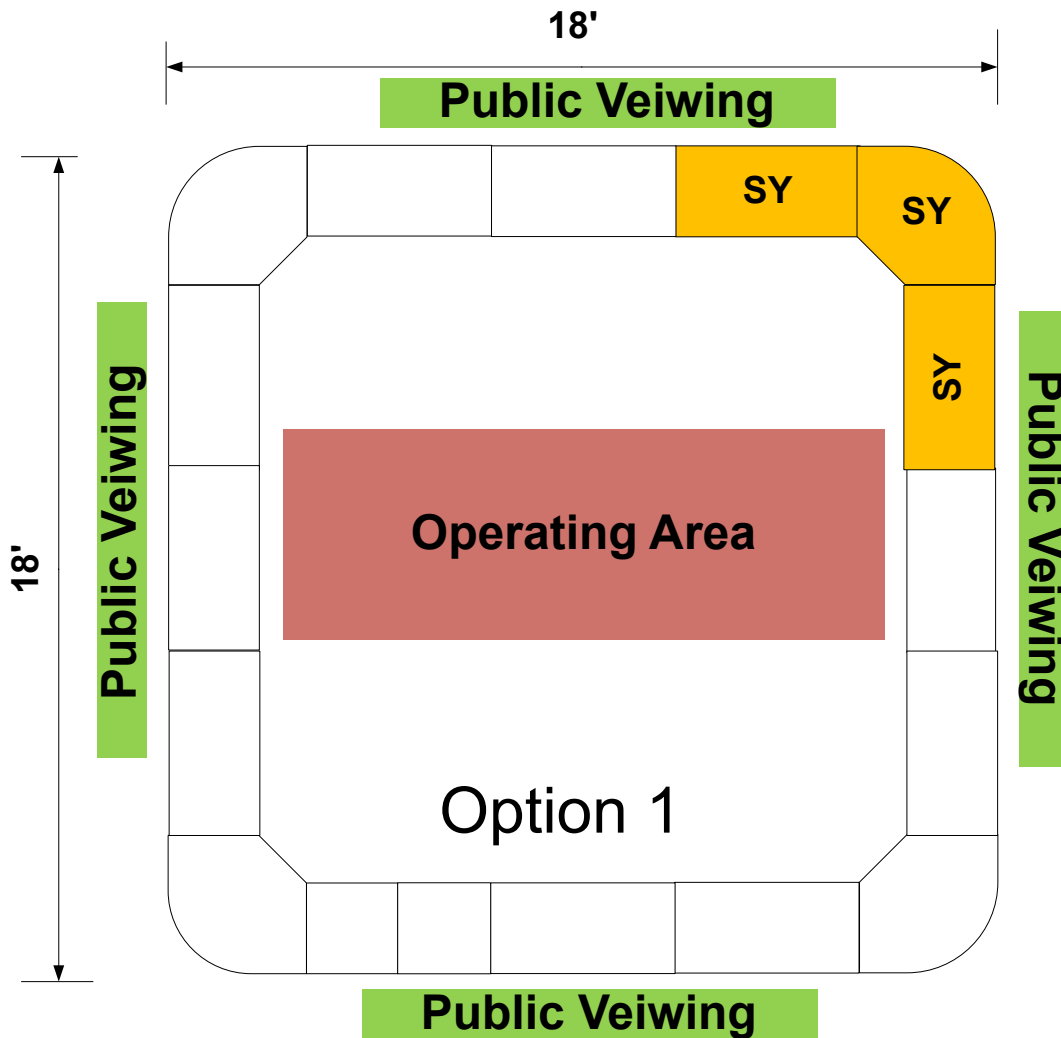 18'
Public Veiwing
SY
SY
SY
Public Veiwing
Public Veiwing
18'
Operating Area
Option 1
Public Veiwing